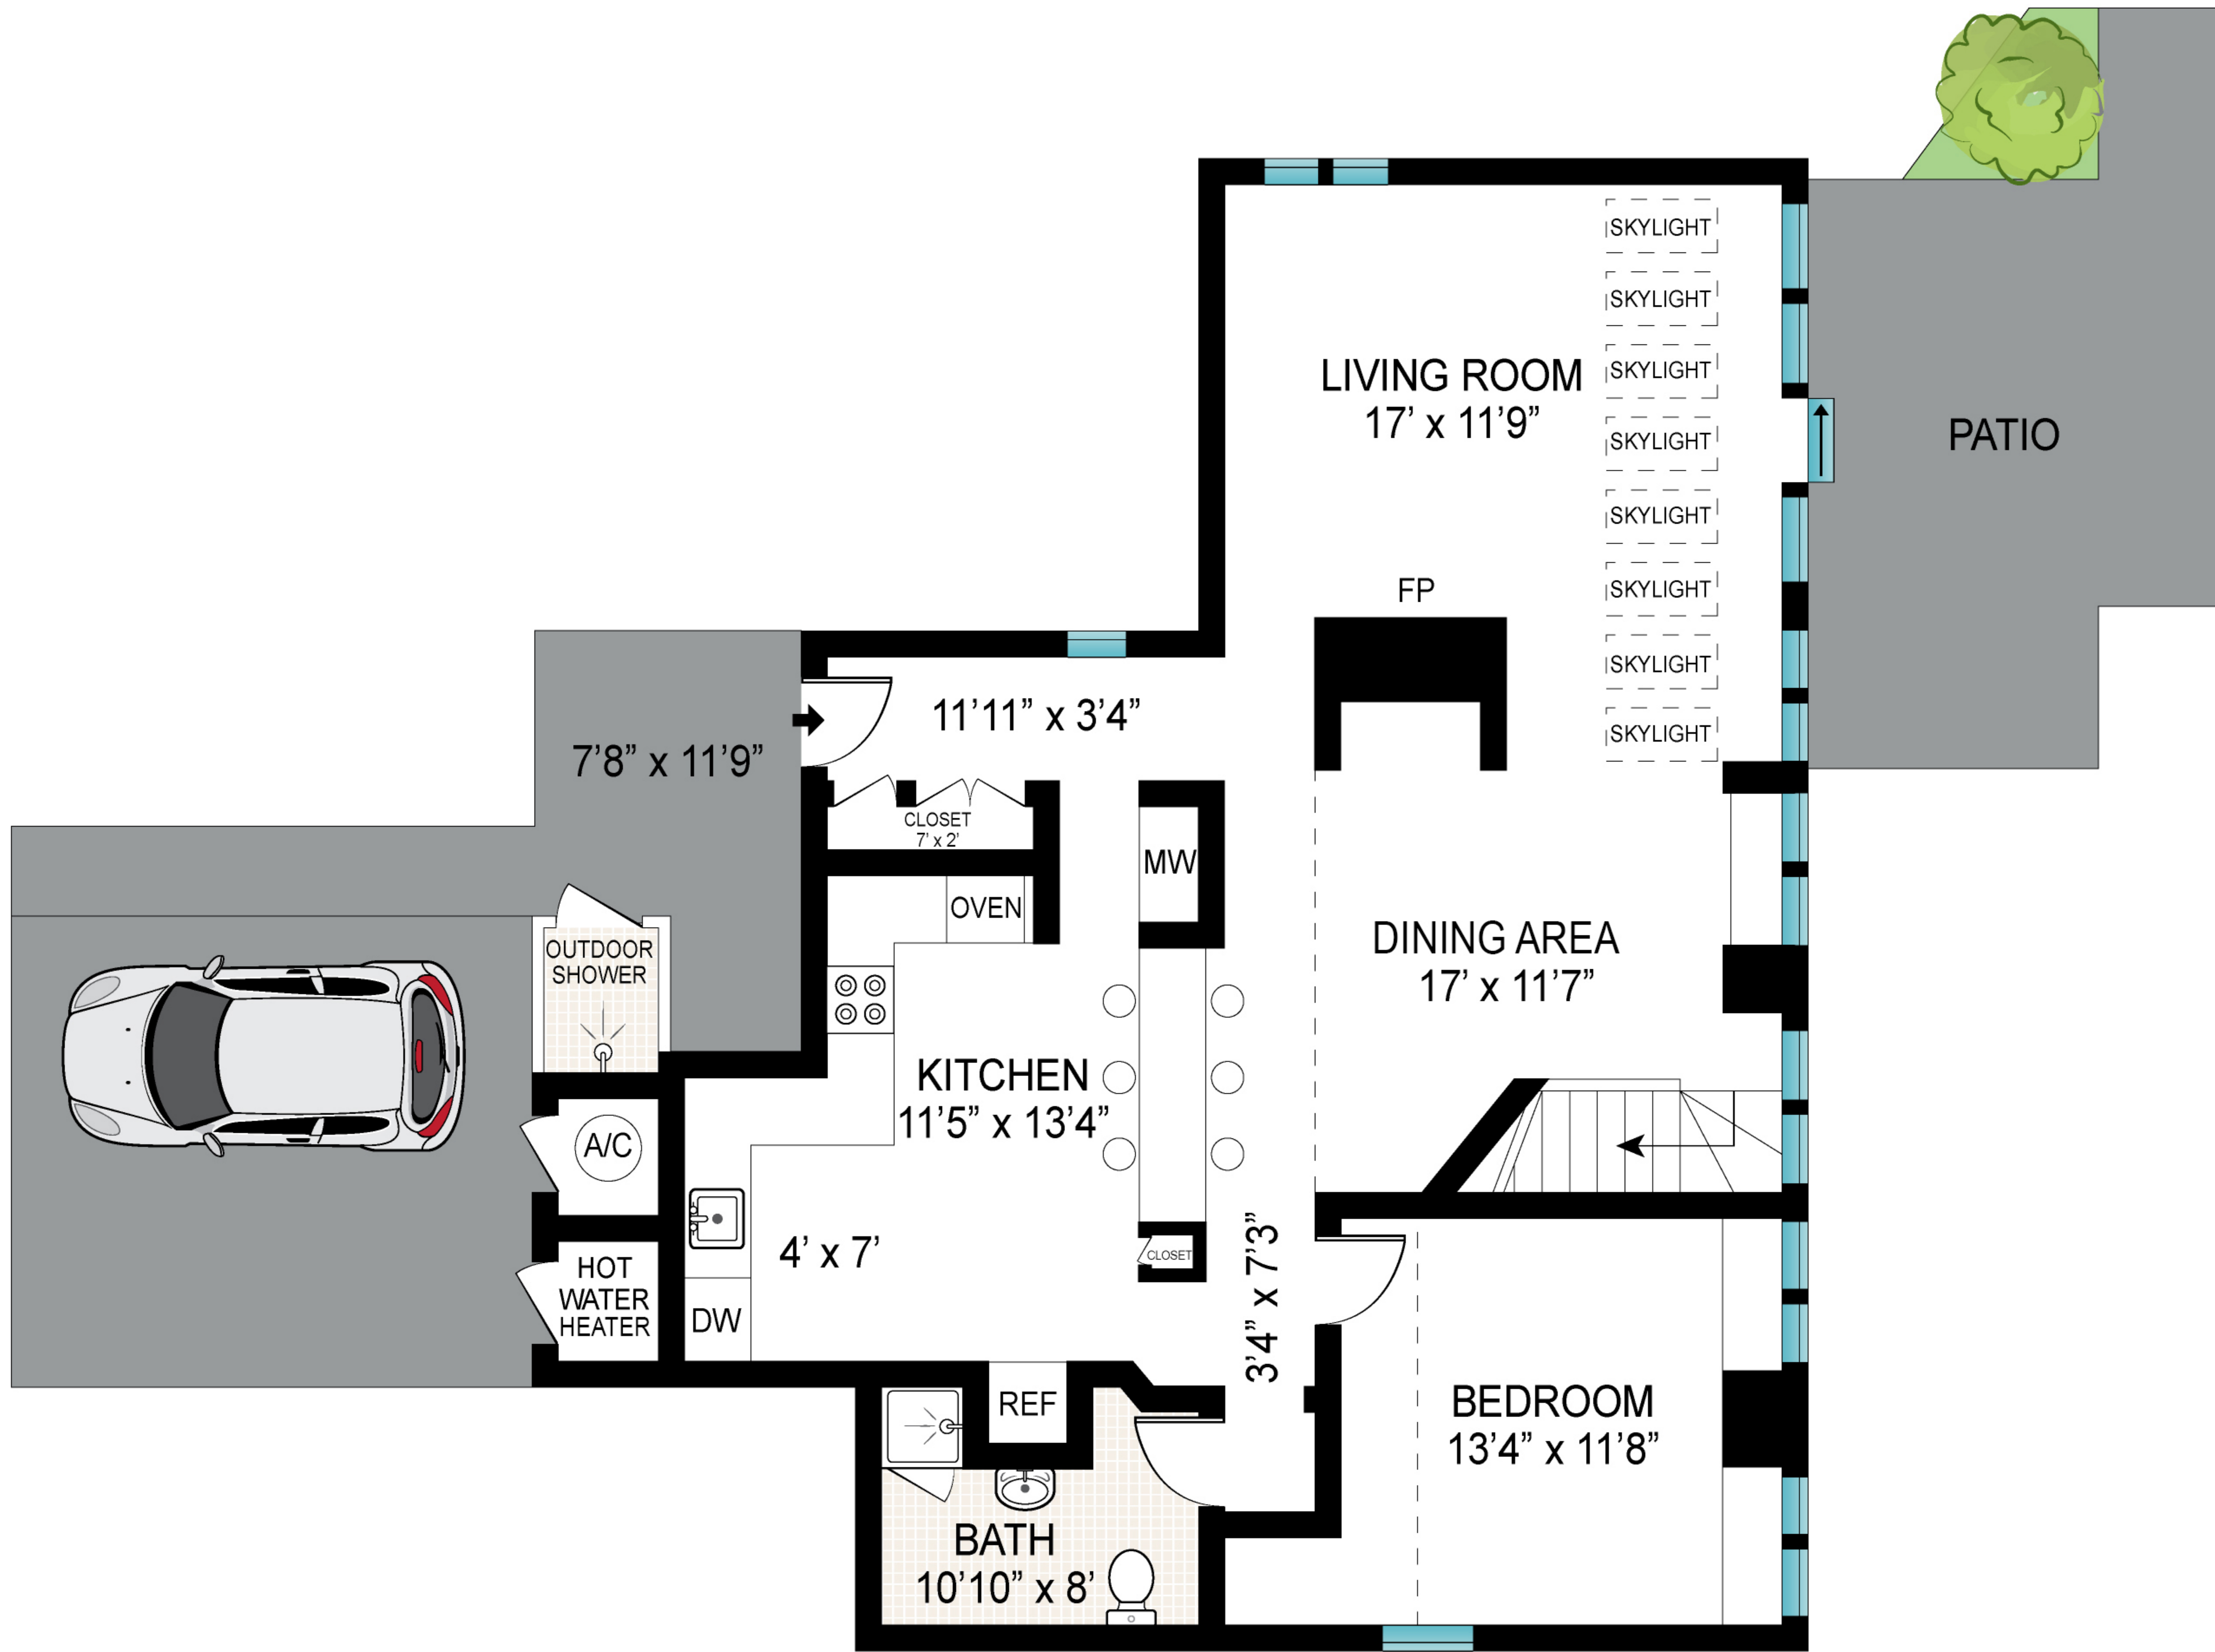 SKYLIGHT
SKYLIGHT
SKYLIGHT
SKYLIGHT
SKYLIGHT
SKYLIGHT
SKYLIGHT
SKYLIGHT
LIVING ROOM
17’ x 11’9”
PATIO
FP
11’11” x 3’4”
7’8” x 11’9”
CLOSET
7’ x 2’
MW
OVEN
OUTDOOR
SHOWER
DINING AREA
17’ x 11’7”
KITCHEN
11’5” x 13’4”
A/C
4’ x 7’
CLOSET
3’4” x 7’3”
HOT
WATER
HEATER
DW
REF
BEDROOM
13’4” x 11’8”
BATH
10’10” x 8’